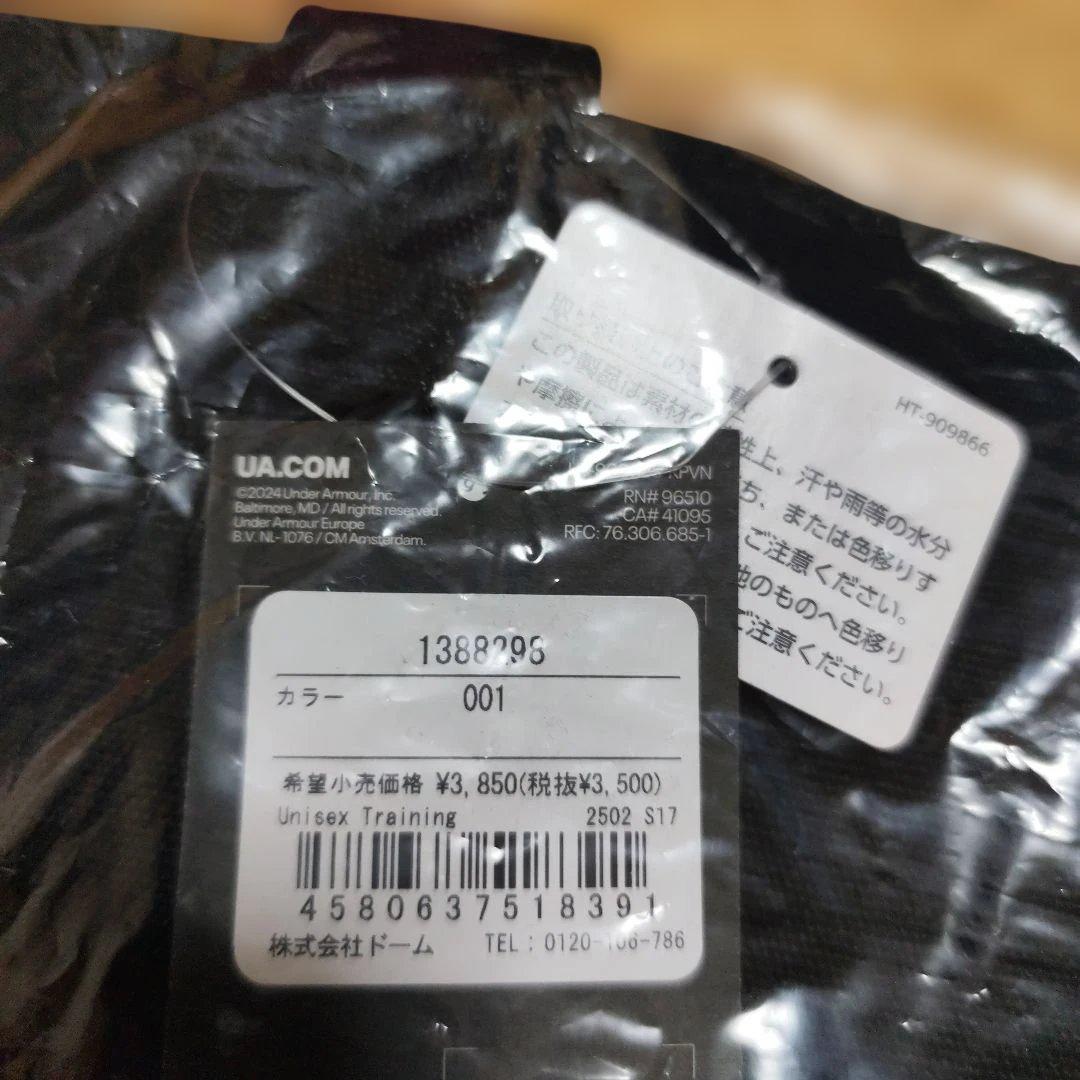 HT-909866
この製品は素材の
性上、汗や雨等の水分
ち、または色移りす
ご注意ください。
他のものへ色移り
ご注意ください。
UA.COM
©2024 Under Armour, Inc.
Baltimore, MD / All rights reserved.
Under Armour Europe
B.V. NL-1076 / CM Amsterdam.
RN# 96510
CA# 41095
RFC: 76.306.685-1
1388298
カラー 001
希望小売価格 ¥3,850(税抜¥3,500)
Unisex Training 2502 S17
4580637518391
株式会社ドーム TEL:0120-106-786